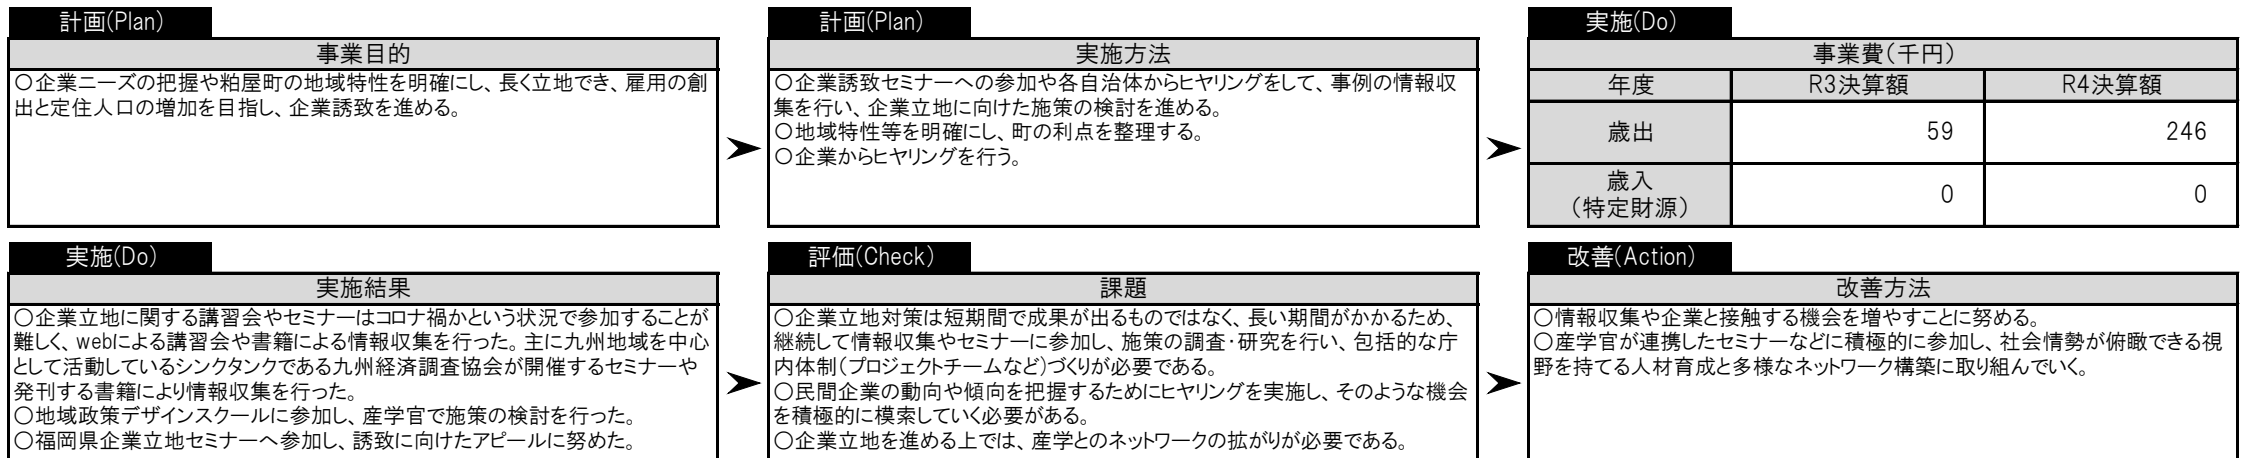 計画(Plan)
事業目的
〇企業ニーズの把握や粕屋町の地域特性を明確にし、長く立地でき、雇用の創
出と定住人口の増加を目指し、企業誘致を進める。
計画(Plan)
実施方法
〇企業誘致セミナーへの参加や各自治体からヒヤリングをして、事例の情報収
集を行い、企業立地に向けた施策の検討を進める。
〇地域特性等を明確にし、町の利点を整理する。
〇企業からヒヤリングを行う。
実施(Do)
事業費(千円)
年度 R3決算額 R4決算額
歳出 59 246
歳入
(特定財源) 0 0
実施(Do)
実施結果
〇企業立地に関する講習会やセミナーはコロナ禍かという状況で参加することが
難しく、webによる講習会や書籍による情報収集を行った。主に九州地域を中心
として活動しているシンクタンクである九州経済調査協会が開催するセミナーや
発刊する書籍により情報収集を行った。
〇地域政策デザインスクールに参加し、産学官で施策の検討を行った。
〇福岡県企業立地セミナーへ参加し、誘致に向けたアピールに努めた。
評価(Check)
課題
〇企業立地対策は短期間で成果が出るものではなく、長い期間がかかるため、
継続して情報収集やセミナーに参加し、施策の調査・研究を行い、包括的な庁
内体制(プロジェクトチームなど)づくりが必要である。
〇民間企業の動向や傾向を把握するためにヒヤリングを実施し、そのような機会
を積極的に模索していく必要がある。
〇企業立地を進める上では、産学とのネットワークの拡がりが必要である。
改善(Action)
改善方法
〇情報収集や企業と接触する機会を増やすことに努める。
〇産学官が連携したセミナーなどに積極的に参加し、社会情勢が俯瞰できる視
野を持てる人材育成と多様なネットワーク構築に取り組んでいく。